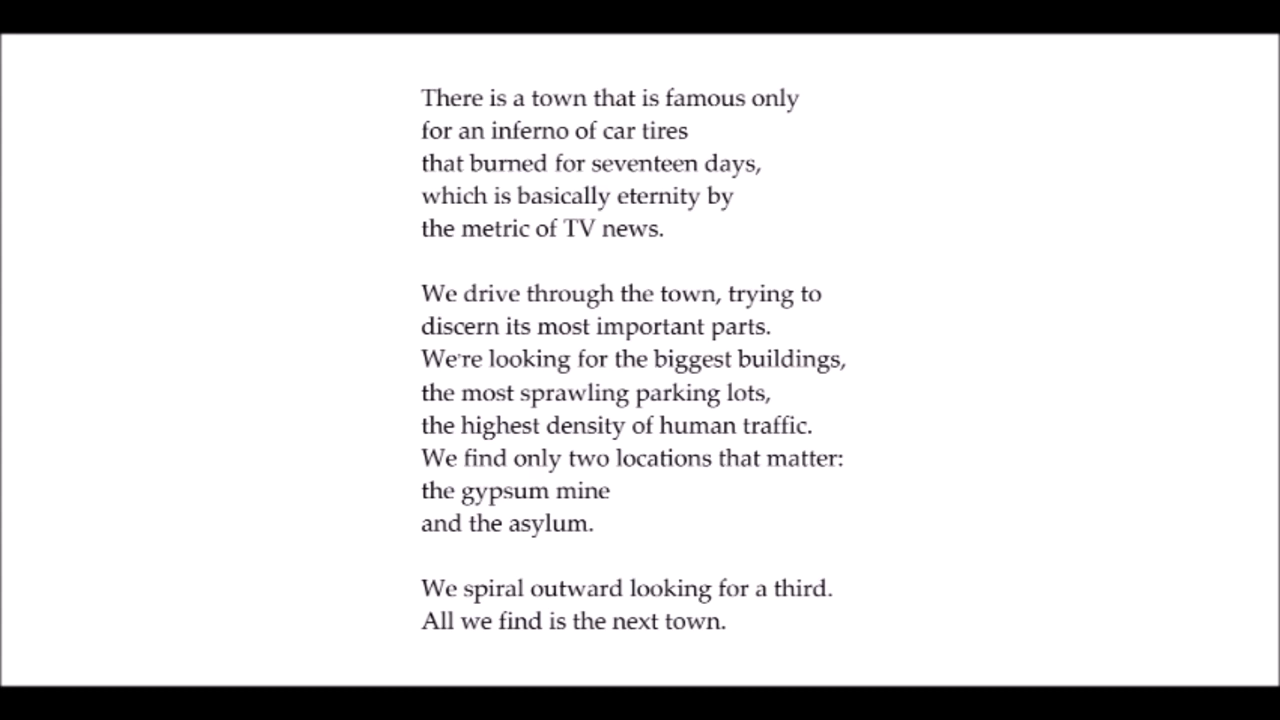 There is a town that is famous only
for an inferno of car tires
that burned for seventeen days,
which is basically eternity by
the metric of TV news.
We drive through the town, trying to
discern its most important parts.
We're looking for the biggest buildings,
the most sprawling parking lots,
the highest density of human traffic.
We find only two locations that matter:
the gypsum mine
and the asylum.
We spiral outward looking for a third.
All we find is the next town.